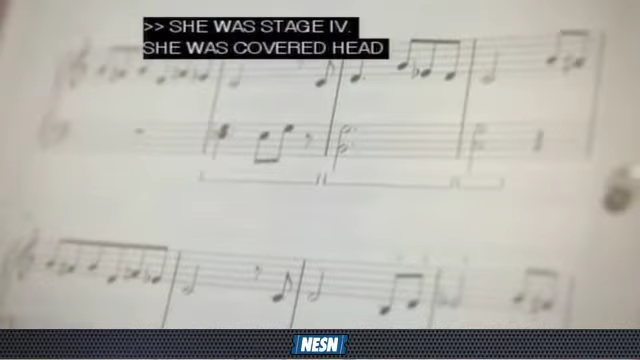 >> SHE WAS STAGE IV.
SHE WAS COVERED HEAD
NESN